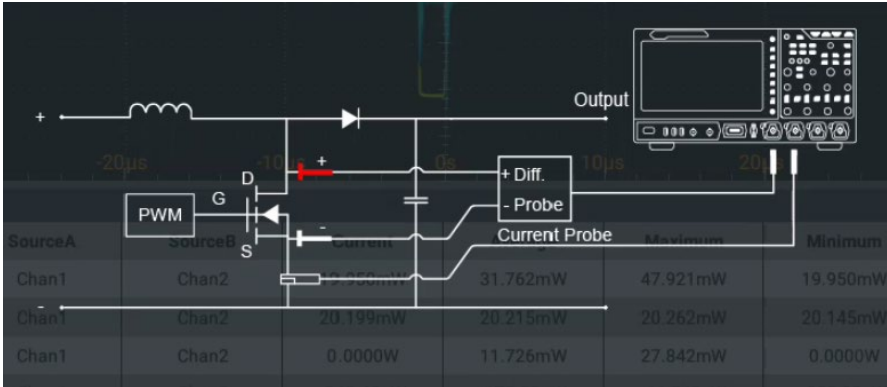 Output
+
-20μs
-10μs
+
0s
10μs
20μs
D
+ Diff.
G
PWM
- Probe
-
S
Current Probe
SourceA SourceB Current Maximum Minimum
Chan1 Chan2 19.950mW 31.762mW 47.921mW 19.950mW
-
Chan1 Chan2 20.199mW 20.215mW 20.262mW 20.145mW
Chan1 Chan2 0.0000W 11.726mW 27.842mW 0.0000W